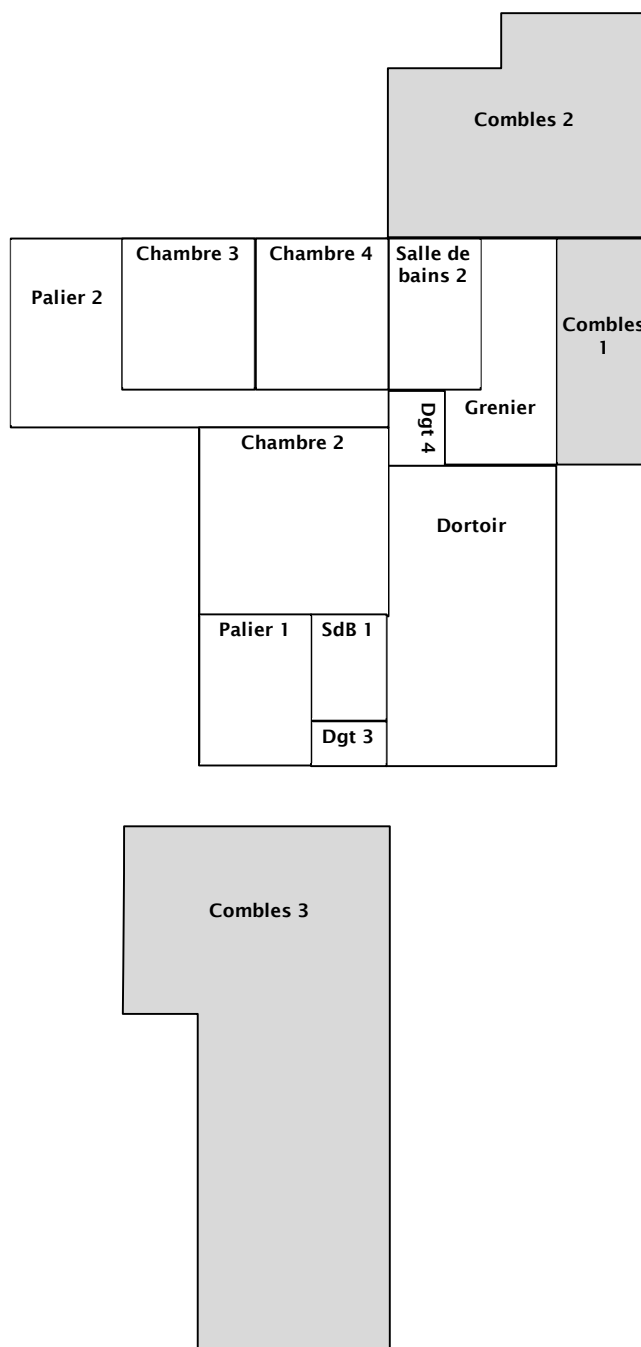 Combles 2
Chambre 3
Chambre 4
Salle de
bains 2
Palier 2
Combles
1
Grenier
Dgt 4
Chambre 2
Dortoir
Palier 1
SdB 1
Dgt 3
Combles 3